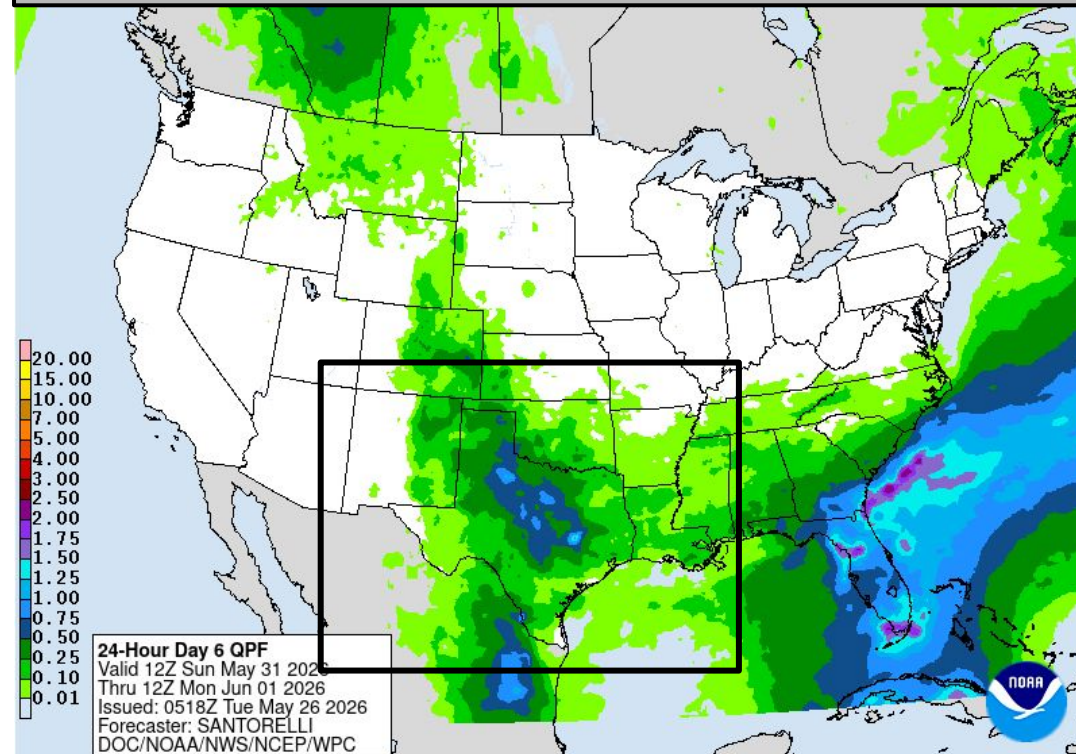 20.00
15.00
10.00
7.00
5.00
4.00
3.00
2.50
2.00
1.75
1.50
1.25
1.00
0.75
0.50
0.25
0.10
0.01
24-Hour Day 6 QPF
Valid 12Z Sun May 31 2026
Thru 12Z Mon Jun 01 2026
Issued: 0518Z Tue May 26 2026
Forecaster: SANTORELLI
DOC/NOAA/NWS/NCEP/WPC
NOAA